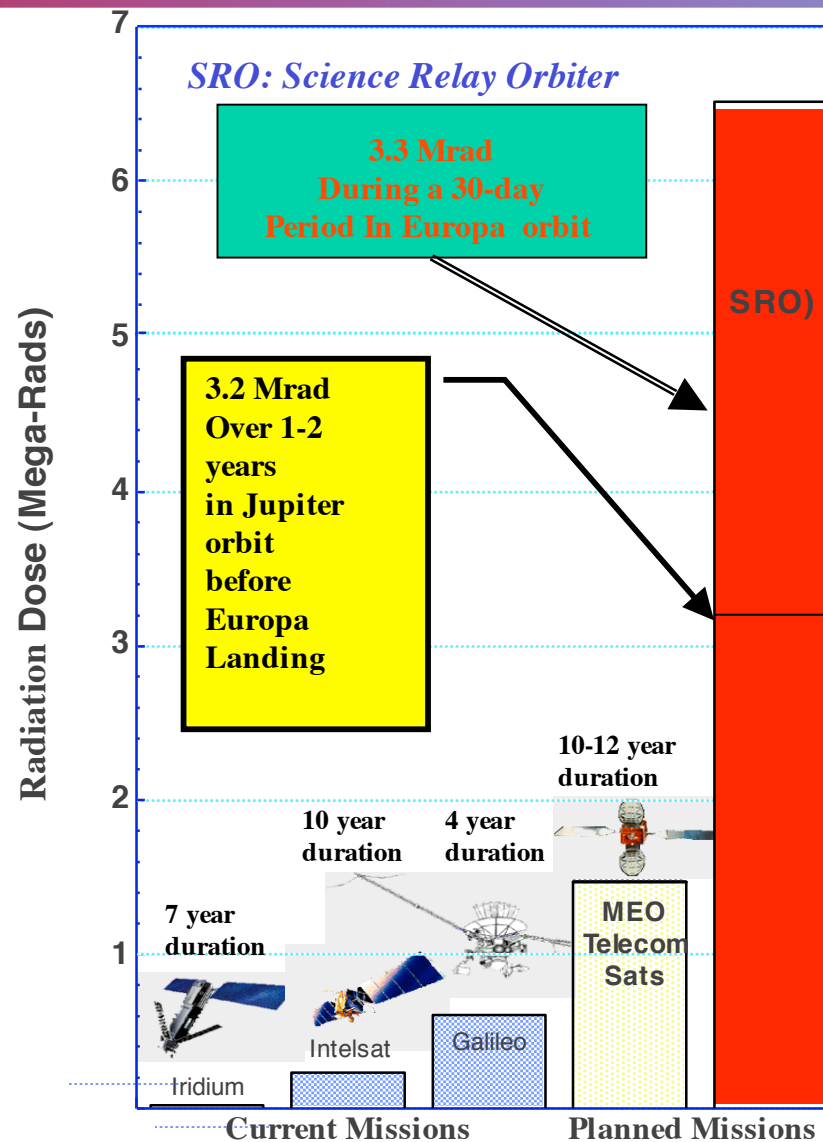 7
SRO: Science Relay Orbiter
3.3 Mrad
During a 30-day
Period In Europa orbit
6
SRO)
5
Radiation Dose (Mega-Rads)
3.2 Mrad
Over 1-2
years
in Jupiter
orbit
before
Europa
Landing
4
3
10-12 year
duration
2
10 year
duration
4 year
duration
7 year
duration
MEO
Telecom
Sats
1
Iridium
Intelsat
Galileo
Current Missions
Planned Missions